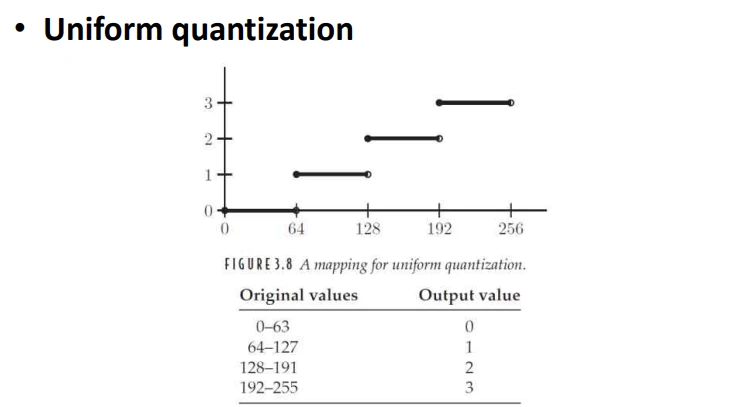 • Uniform quantization
3
2
1
0
0 64 128 192 256
FIGURE 3.8 A mapping for uniform quantization.
Original values Output value
0–63 0
64–127 1
128–191 2
192–255 3